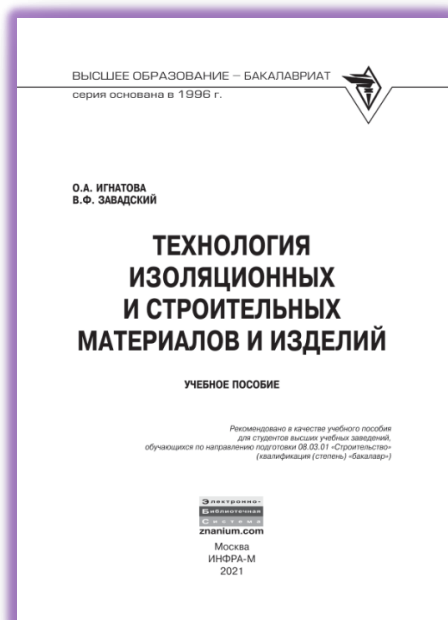 ВЫСШЕЕ ОБРАЗОВАНИЕ – БАКАЛАВРИАТ
серия основана в 1996 г.
О.А. ИГНАТОВА
В.Ф. ЗАВАДСКИЙ
ТЕХНОЛОГИЯ
ИЗОЛЯЦИОННЫХ
И СТРОИТЕЛЬНЫХ
МАТЕРИАЛОВ И ИЗДЕЛИЙ
УЧЕБНОЕ ПОСОБИЕ
Рекомендовано в качестве учебного пособия
для студентов высших учебных заведений,
обучающихся по направлению подготовки 08.03.01 «Строительство»
(квалификация (степень) «бакалавр»)
Электронно-
Библиотечная
Система
znanium.com
Москва
ИНФРА-М
2021